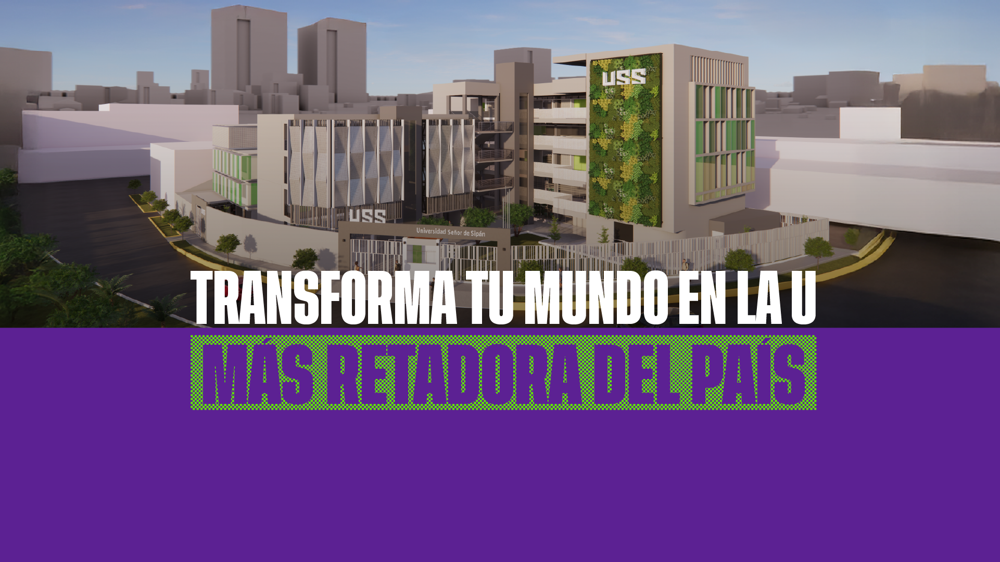 USS
USS
Universidad Señor de Sipán
TRANSFORMA TU MUNDO EN LA U
MÁS RETADORA DEL PAÍS